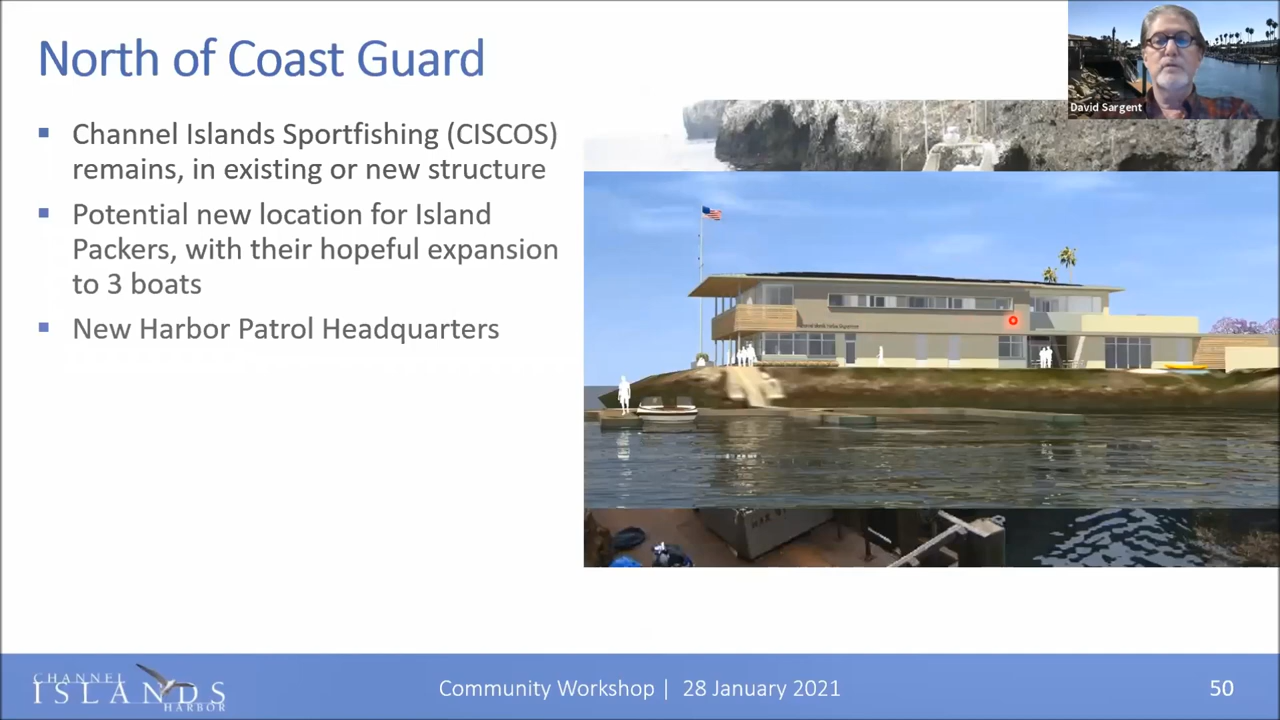 North of Coast Guard
David Sargent
▪ Channel Islands Sportfishing (CISCOS)
remains, in existing or new structure
▪ Potential new location for Island
Packers, with their hopeful expansion
to 3 boats
▪ New Harbor Patrol Headquarters
CHANNEL
ISLANDS
HARBOR
Community Workshop | 28 January 2021
50